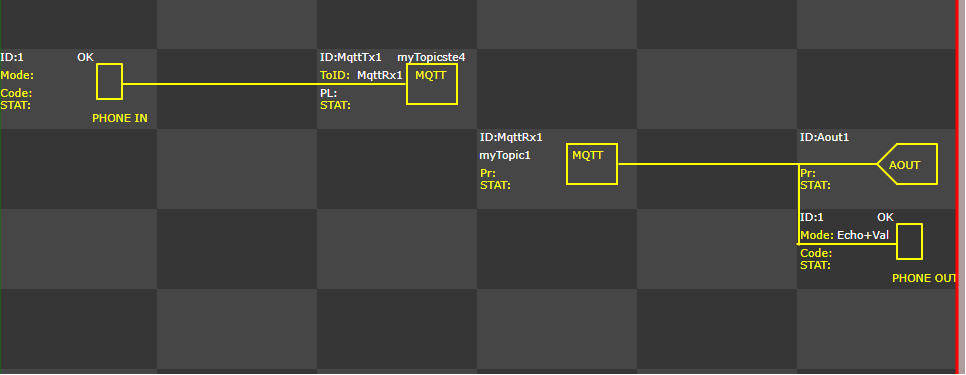 ID:1 OK
Mode:
Code:
STAT:
PHONE IN
ID:MqttTx1 myTopicste4
ToID: MqttRx1 MQTT
PL:
STAT:
ID:MqttRx1
myTopic1 MQTT
Pr:
STAT:
ID:Aout1
AOUT
Pr:
STAT:
ID:1 OK
Mode: Echo+Val
Code:
STAT:
PHONE OUT